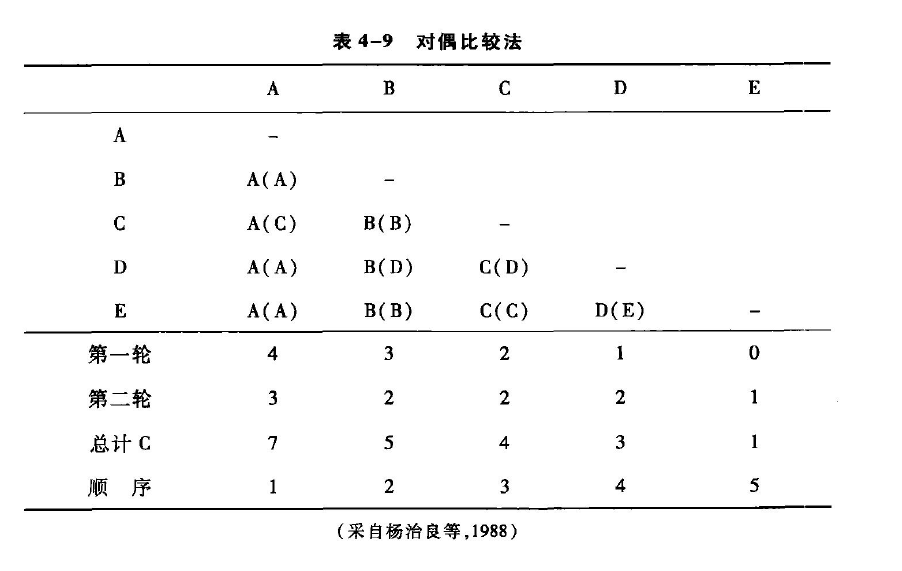 表 4-9 对偶比较法
A B C D E
A -
B A(A) -
C A(C) B(B) -
D A(A) B(D) C(D) -
E A(A) B(B) C(C) D(E) -
第一轮 4 3 2 1 0
第二轮 3 2 2 2 1
总计 C 7 5 4 3 1
顺 序 1 2 3 4 5
(采自杨治良等,1988)